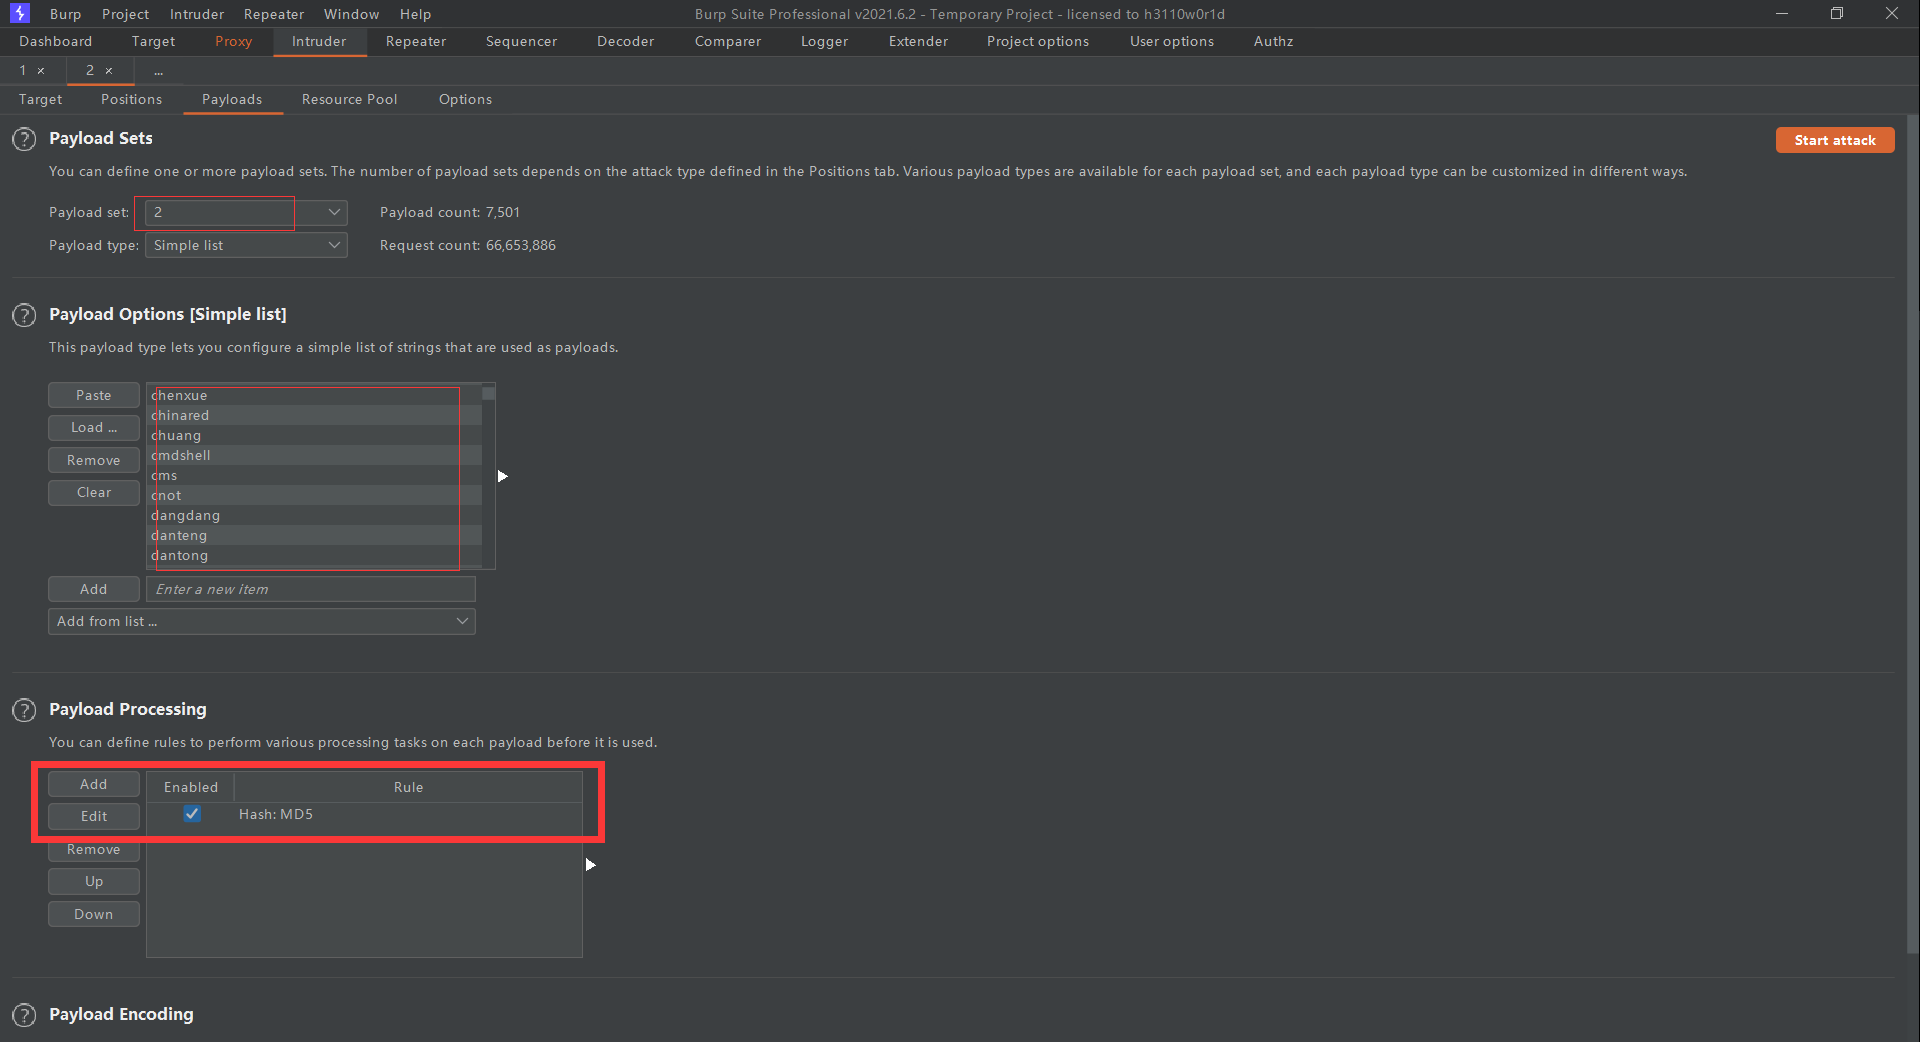 Burp Project Intruder Repeater Window Help Burp Suite Professional v2021.6.2 - Temporary Project - licensed to h3110w0r1d
Dashboard Target Proxy Intruder Repeater Sequencer Decoder Comparer Logger Extender Project options User options Authz
1 × 2 × ...
Target Positions Payloads Resource Pool Options
? Payload Sets Start attack
You can define one or more payload sets. The number of payload sets depends on the attack type defined in the Positions tab. Various payload types are available for each payload set, and each payload type can be customized in different ways.
Payload set: 2 Payload count: 7,501
Payload type: Simple list Request count: 66,653,886
? Payload Options [Simple list]
This payload type lets you configure a simple list of strings that are used as payloads.
Paste chenxue
chinared
Load ... chuang
Remove cmdshell
cms
Clear cnot
dangdang
danteng
dantong
Add Enter a new item
Add from list ...
? Payload Processing
You can define rules to perform various processing tasks on each payload before it is used.
Add Enabled Rule
Edit Hash: MD5
Remove
Up
Down
? Payload Encoding